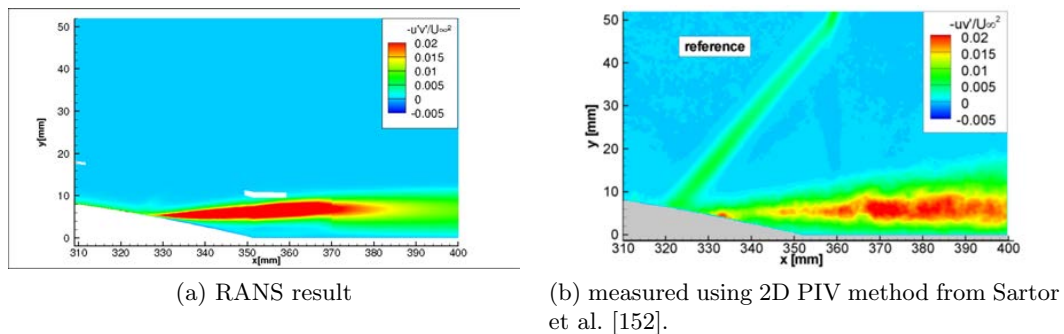 -u'v'/U∞²
0.02
0.015
0.01
0.005
0
-0.005
50
40
30
20
10
0
y[mm]
310 320 330 340 350 360 370 380 390 400
x[mm]
(a) RANS result
reference
-uv'/U∞²
0.02
0.015
0.01
0.005
0
-0.005
50
40
30
20
10
0
y [mm]
310 320 330 340 350 360 370 380 390 400
x [mm]
(b) measured using 2D PIV method from Sartor
et al. [152].